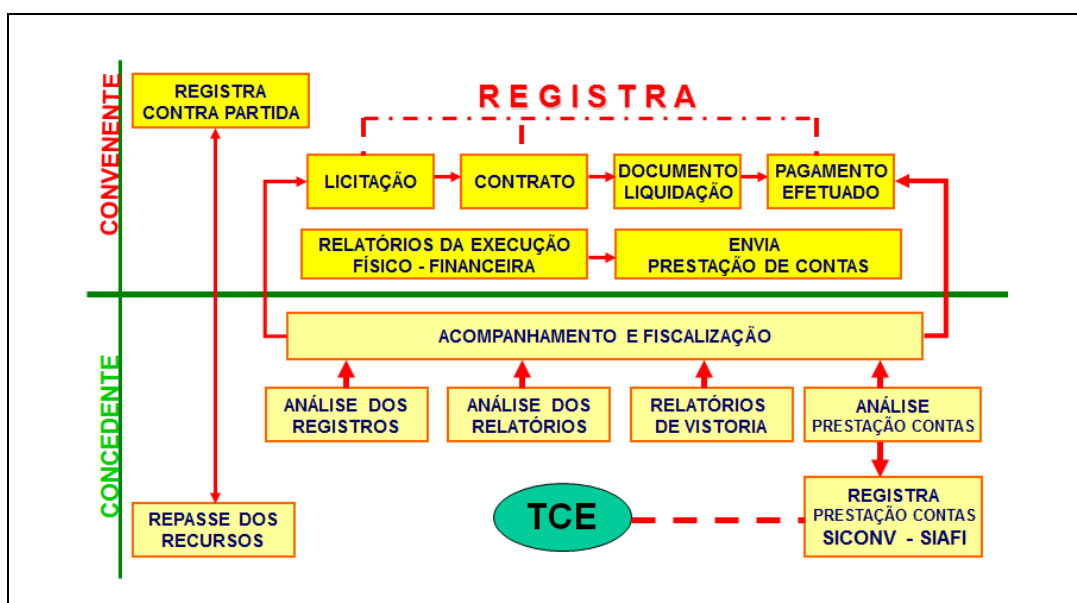 CONVENENTE
REGISTRA
CONTRA PARTIDA
R E G I S T R A
LICITAÇÃO
CONTRATO
DOCUMENTO
LIQUIDAÇÃO
PAGAMENTO
EFETUADO
RELATÓRIOS DA EXECUÇÃO
FÍSICO - FINANCEIRA
ENVIA
PRESTAÇÃO DE CONTAS
CONCEDENTE
ACOMPANHAMENTO E FISCALIZAÇÃO
ANÁLISE DOS
REGISTROS
ANÁLISE DOS
RELATÓRIOS
RELATÓRIOS
DE VISTORIA
ANÁLISE
PRESTAÇÃO CONTAS
REPASSE DOS
RECURSOS
TCE
REGISTRA
PRESTAÇÃO CONTAS
SICONV - SIAFI